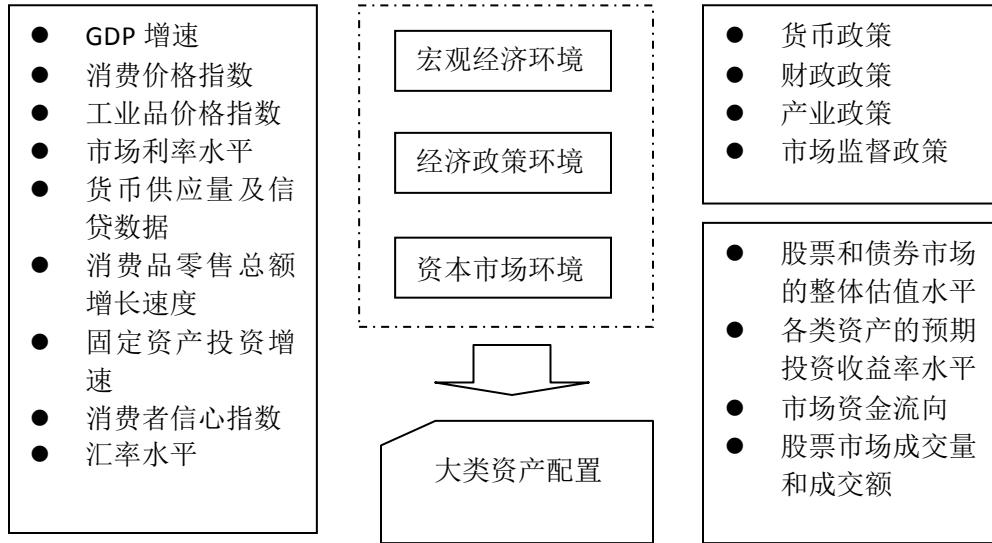 GDP 增速
消费价格指数
工业品价格指数
市场利率水平
货币供应量及信
贷数据
消费品零售总额
增长速度
固定资产投资增
速
消费者信心指数
汇率水平
宏观经济环境
经济政策环境
资本市场环境
大类资产配置
货币政策
财政政策
产业政策
市场监督政策
股票和债券市场
的整体估值水平
各类资产的预期
投资收益率水平
市场资金流向
股票市场成交量
和成交额